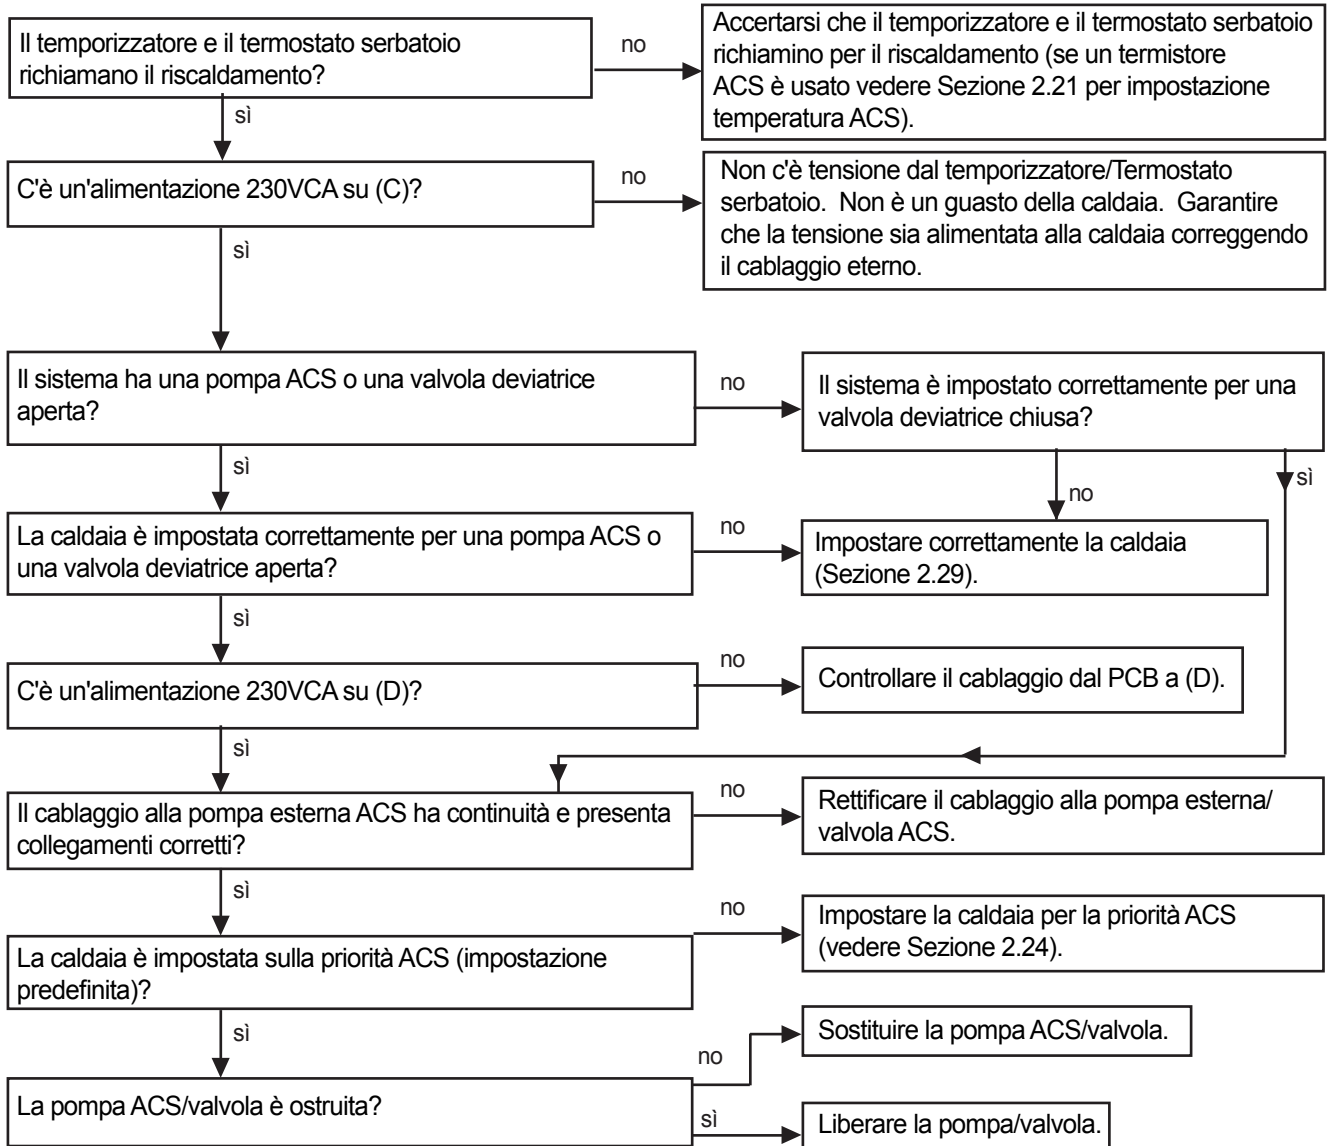 Il temporizzatore e il termostato serbatoio
richiamano il riscaldamento?
no
Accertarsi che il temporizzatore e il termostato serbatoio
richiamino per il riscaldamento (se un termistore
ACS è usato vedere Sezione 2.21 per impostazione
temperatura ACS).
sì
C'è un'alimentazione 230VCA su (C)?
no
Non c'è tensione dal temporizzatore/Termostato
serbatoio. Non è un guasto della caldaia. Garantire
che la tensione sia alimentata alla caldaia correggendo
il cablaggio eterno.
sì
Il sistema ha una pompa ACS o una valvola deviatrice
aperta?
no
Il sistema è impostato correttamente per una
valvola deviatrice chiusa?
sì
no
sì
La caldaia è impostata correttamente per una pompa ACS o
una valvola deviatrice aperta?
no
Impostare correttamente la caldaia
(Sezione 2.29).
sì
C'è un'alimentazione 230VCA su (D)?
no
Controllare il cablaggio dal PCB a (D).
sì
Il cablaggio alla pompa esterna ACS ha continuità e presenta
collegamenti corretti?
no
Rettificare il cablaggio alla pompa esterna/
valvola ACS.
sì
La caldaia è impostata sulla priorità ACS (impostazione
predefinita)?
no
Impostare la caldaia per la priorità ACS
(vedere Sezione 2.24).
sì
La pompa ACS/valvola è ostruita?
no
Sostituire la pompa ACS/valvola.
sì
Liberare la pompa/valvola.